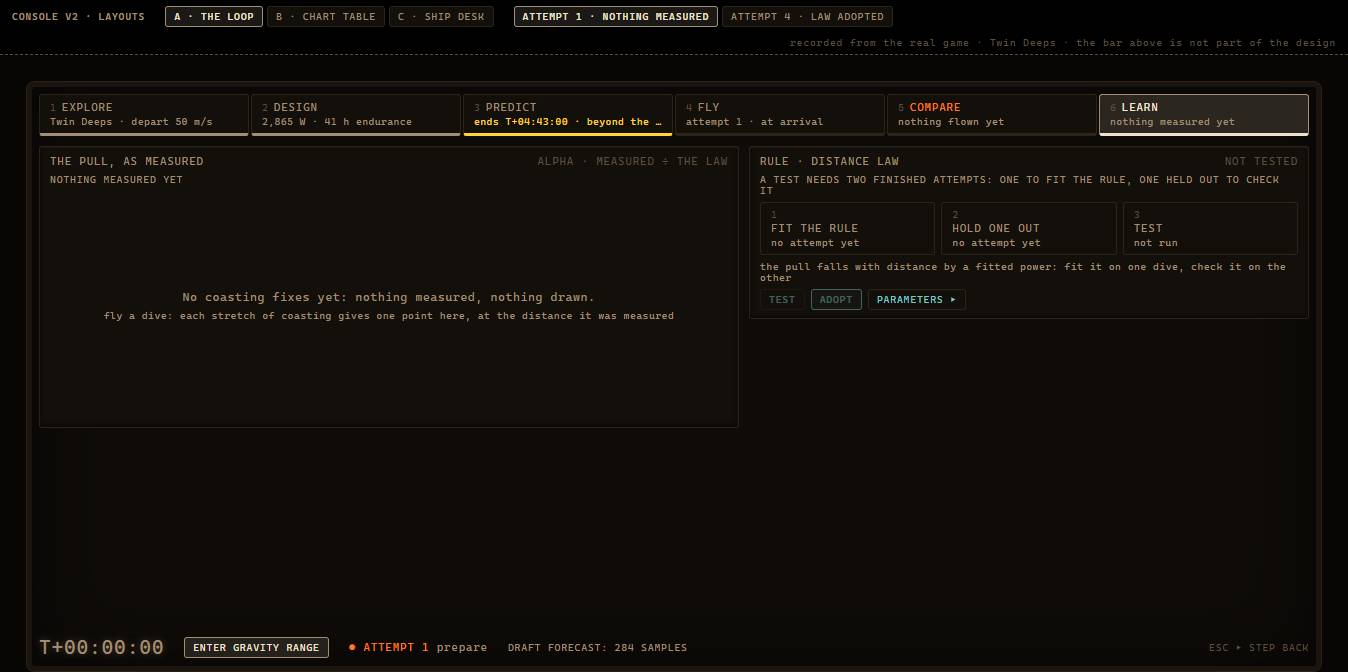 CONSOLE V2 · LAYOUTS
A · THE LOOP
B · CHART TABLE
C · SHIP DESK
ATTEMPT 1 · NOTHING MEASURED
ATTEMPT 4 · LAW ADOPTED
recorded from the real game · Twin Deeps · the bar above is not part of the design
1 EXPLORE
Twin Deeps · depart 50 m/s
2 DESIGN
2,865 W · 41 h endurance
3 PREDICT
ends T+04:43:00 · beyond the …
4 FLY
attempt 1 · at arrival
5 COMPARE
nothing flown yet
6 LEARN
nothing measured yet
THE PULL, AS MEASURED
ALPHA · MEASURED ÷ THE LAW
NOTHING MEASURED YET
No coasting fixes yet: nothing measured, nothing drawn.
fly a dive: each stretch of coasting gives one point here, at the distance it was measured
RULE · DISTANCE LAW
NOT TESTED
A TEST NEEDS TWO FINISHED ATTEMPTS: ONE TO FIT THE RULE, ONE HELD OUT TO CHECK
IT
1
FIT THE RULE
no attempt yet
2
HOLD ONE OUT
no attempt yet
3
TEST
not run
the pull falls with distance by a fitted power: fit it on one dive, check it on the
other
TEST
ADOPT
PARAMETERS ▸
T+00:00:00
ENTER GRAVITY RANGE
● ATTEMPT 1 prepare
DRAFT FORECAST: 284 SAMPLES
ESC ▸ STEP BACK